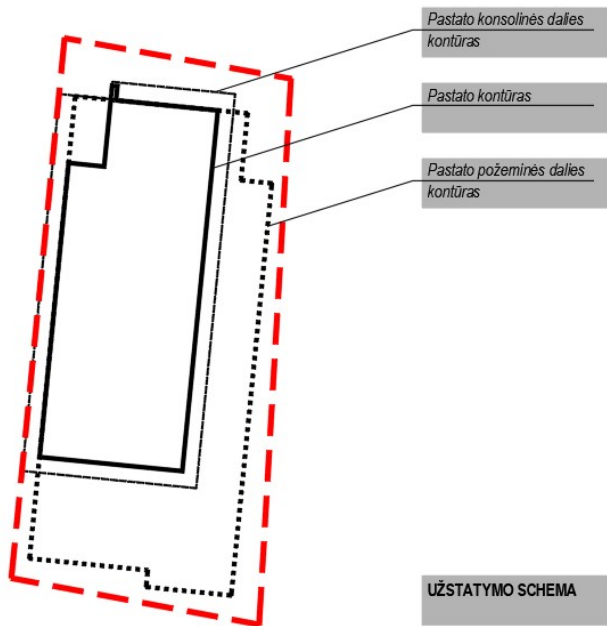 Pastato konsolinės dalies
kontūras
Pastato kontūras
Pastato požeminės dalies
kontūras
UŽSTATYMO SCHEMA